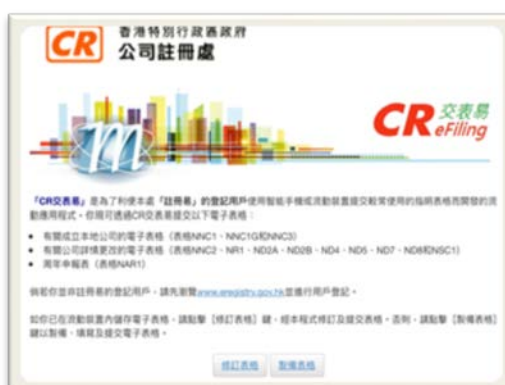 CR 香港特別行政區政府
公司註冊處
CR 交表易
eFiling
「CR交表易」是為了利便本處「註冊易」的登記用戶使用智能手機或流動裝置提交較常使用的指明表格而開發的流
動應用程式。你現可透過CR交表易提交以下電子表格：
• 有關成立本地公司的電子表格（表格NNC1、NNC1G和NNC3）
• 有關公司詳情更改的電子表格（表格NNC2、NR1、ND2A、ND2B、ND4、ND5、ND7、ND8和NSC1）
• 周年申報表（表格NAR1）
倘若你並非註冊易的登記用戶，請先瀏覽www.eregistry.gov.hk並進行用戶登記。
如你已在流動裝置內儲存電子表格，請點擊［修訂表格］鍵，經本程式修訂及提交表格。否則，請點擊［製備表格］
鍵以製備、填寫及提交電子表格。
修訂表格 製備表格